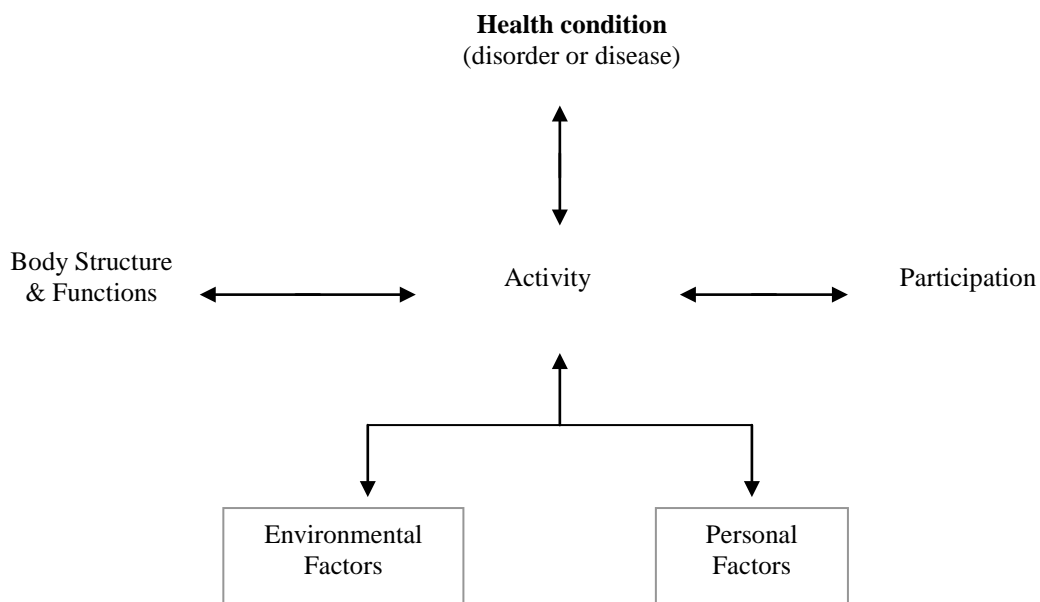 Health condition
(disorder or disease)
Body Structure
& Functions
Activity
Participation
Environmental
Factors
Personal
Factors